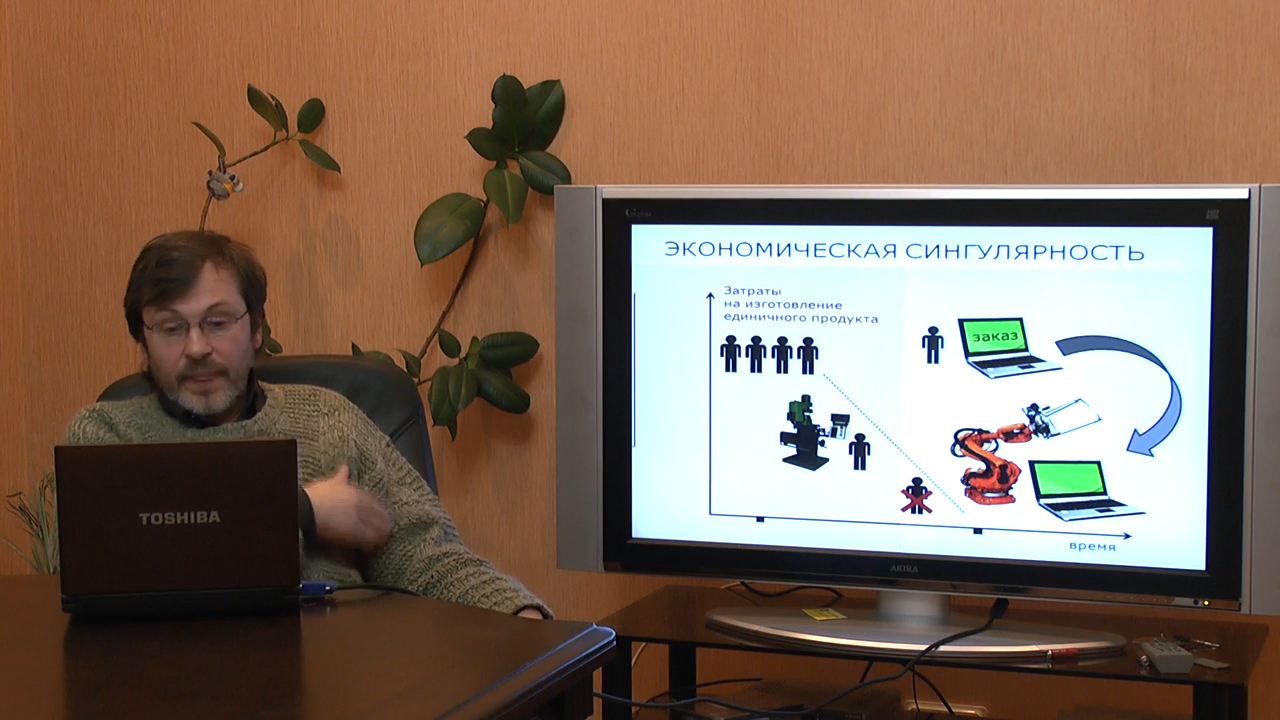 ЭКОНОМИЧЕСКАЯ СИНГУЛЯРНОСТЬ
Затраты
на изготовление
единичного продукта
заказ
время
TOSHIBA
AKIRA